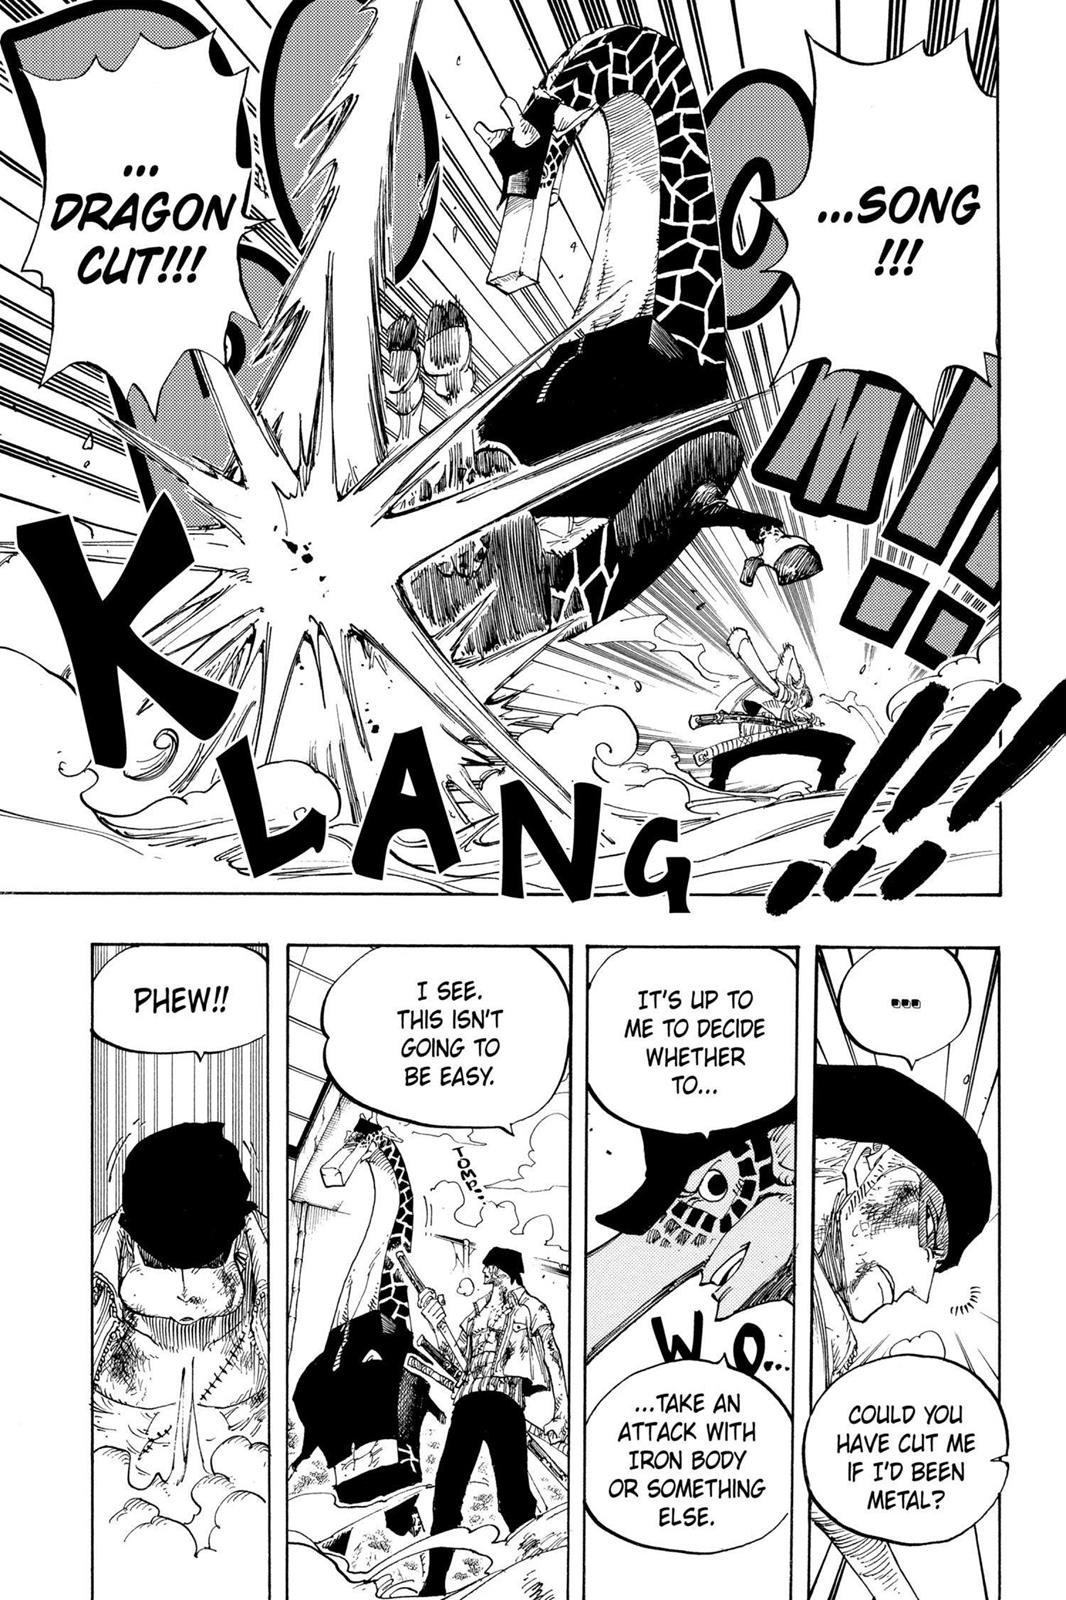 ...SONG
!!!
...
DRAGON
CUT!!!
KLANG!!!
...
COULD YOU
HAVE CUT ME
IF I'D BEEN
METAL?
IT'S UP TO
ME TO DECIDE
WHETHER
TO...
WO...
...TAKE AN
ATTACK WITH
IRON BODY
OR SOMETHING
ELSE.
I SEE.
THIS ISN'T
GOING TO
BE EASY.
TOMP...
PHEW!!